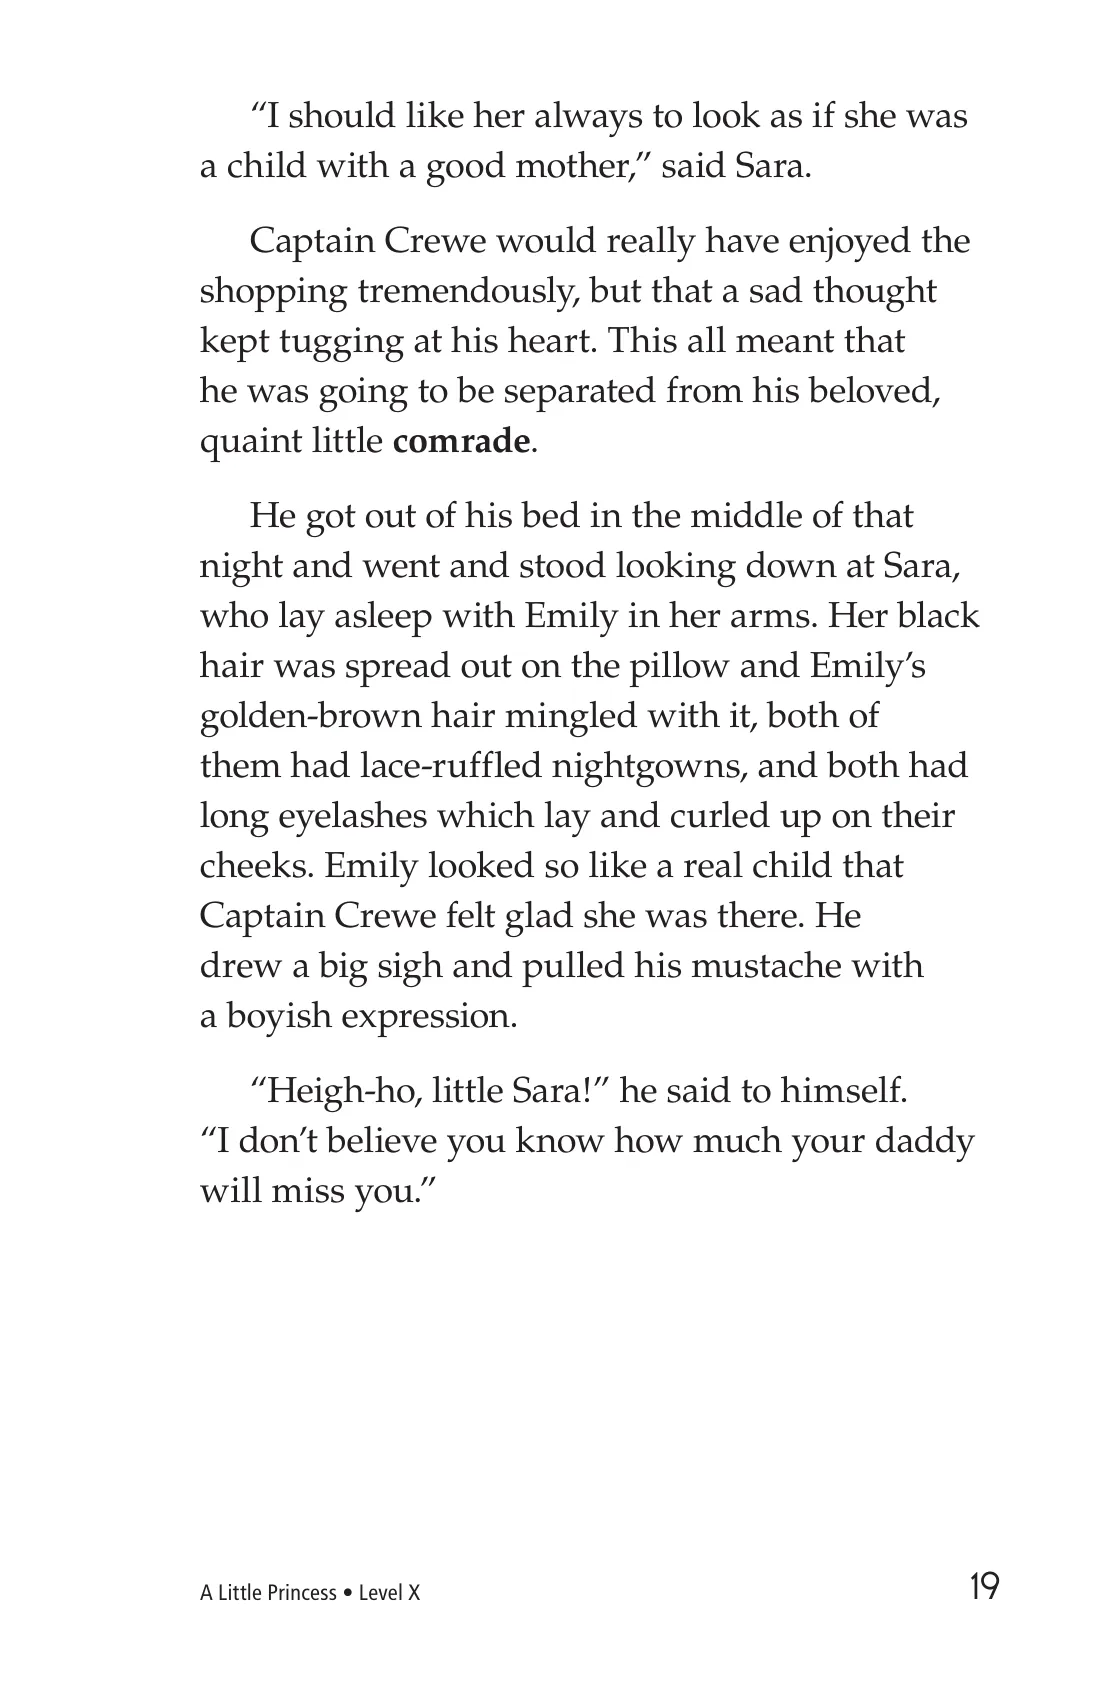 “I should like her always to look as if she was
a child with a good mother,” said Sara.
Captain Crewe would really have enjoyed the
shopping tremendously, but that a sad thought
kept tugging at his heart. This all meant that
he was going to be separated from his beloved,
quaint little comrade.
He got out of his bed in the middle of that
night and went and stood looking down at Sara,
who lay asleep with Emily in her arms. Her black
hair was spread out on the pillow and Emily’s
golden-brown hair mingled with it, both of
them had lace-ruffled nightgowns, and both had
long eyelashes which lay and curled up on their
cheeks. Emily looked so like a real child that
Captain Crewe felt glad she was there. He
drew a big sigh and pulled his mustache with
a boyish expression.
“Heigh-ho, little Sara!” he said to himself.
“I don’t believe you know how much your daddy
will miss you.”
A Little Princess • Level X
19